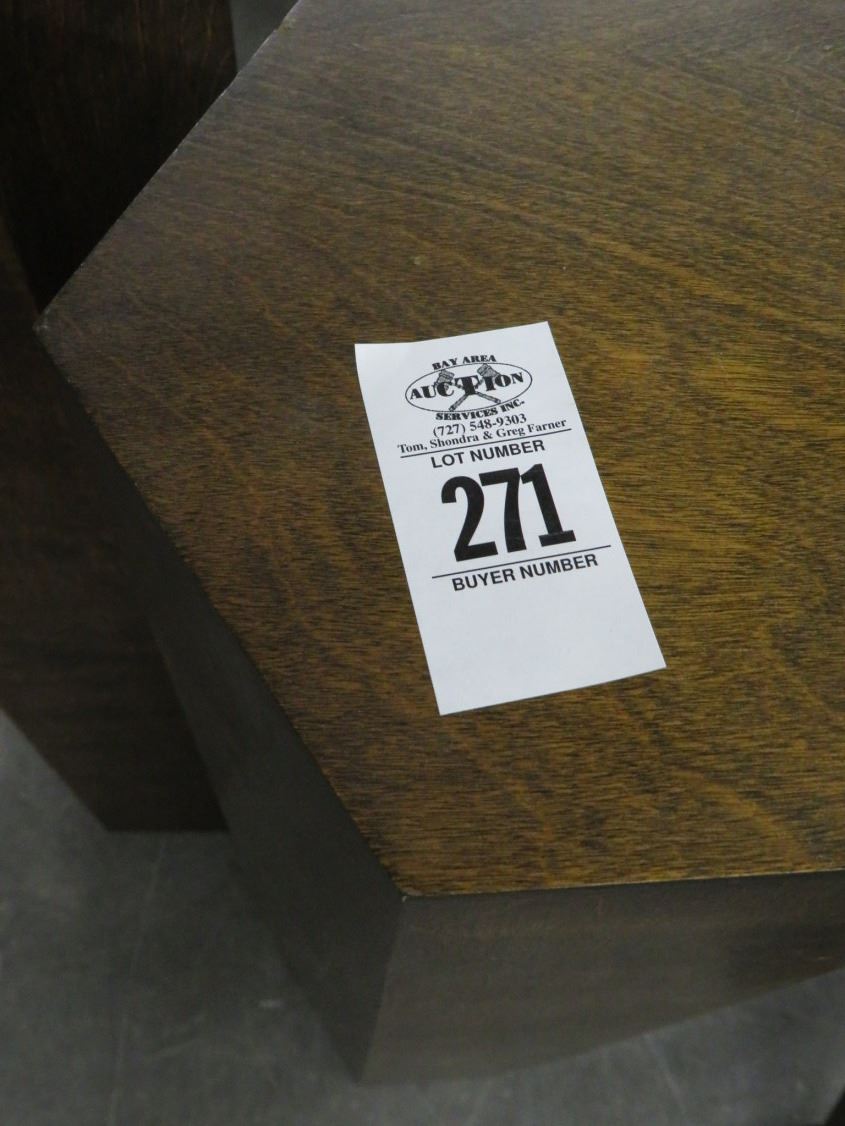 BAY AREA
AUCTION
SERVICES INC.
(727) 548-9303
Tom, Shondra & Greg Farner
LOT NUMBER
271
BUYER NUMBER